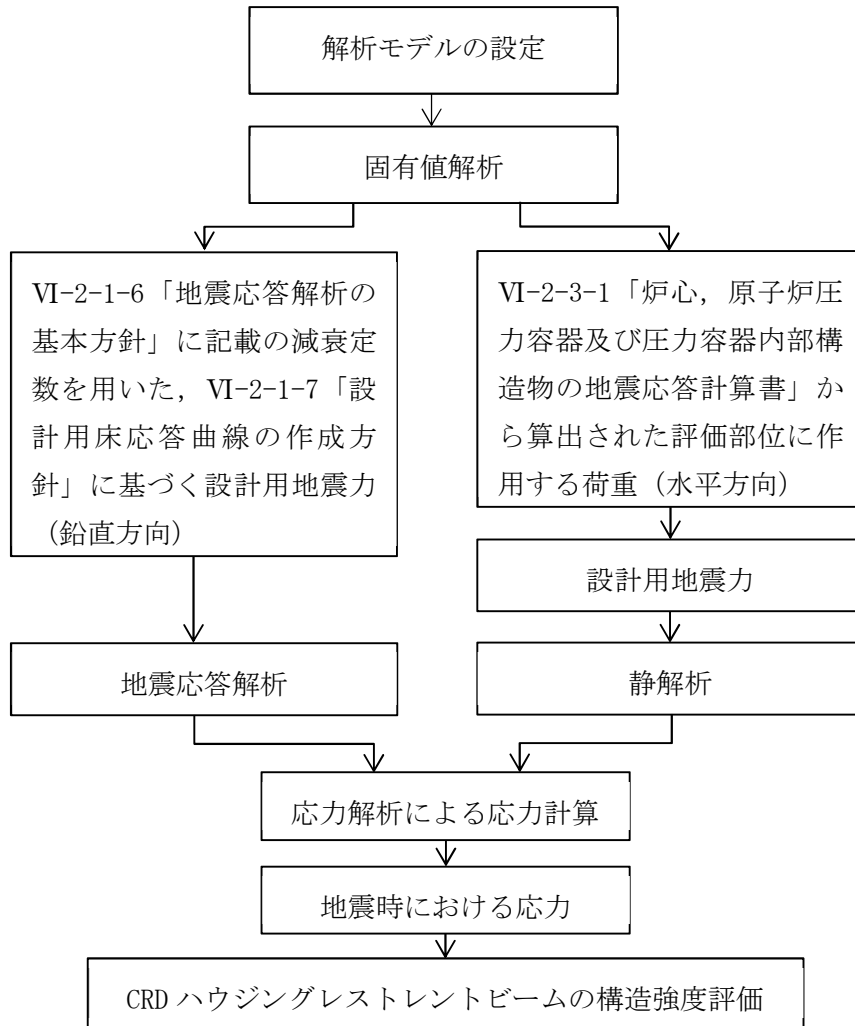 解析モデルの設定
固有値解析
Ⅵ-2-1-6「地震応答解析の
基本方針」に記載の減衰定
数を用いた，Ⅵ-2-1-7「設
計用床応答曲線の作成方
針」に基づく設計用地震力
（鉛直方向）
Ⅵ-2-3-1「炉心，原子炉圧
力容器及び圧力容器内部構
造物の地震応答計算書」か
ら算出された評価部位に作
用する荷重（水平方向）
設計用地震力
地震応答解析
静解析
応力解析による応力計算
地震時における応力
CRD ハウジングレストレントビームの構造強度評価